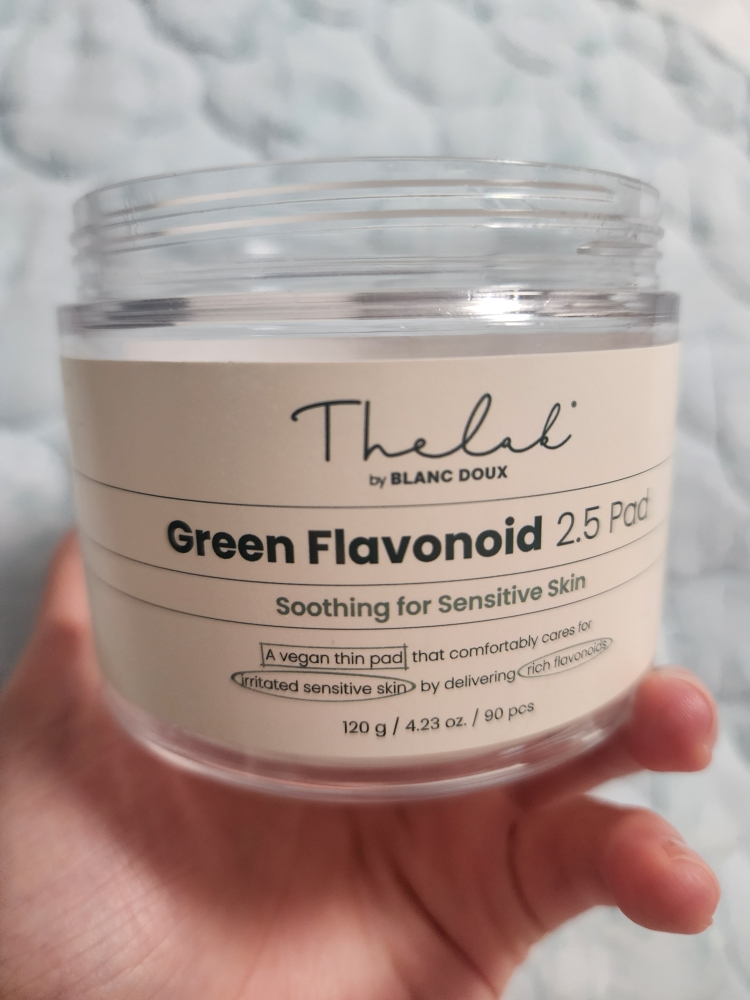 Thelab
by BLANC DOUX
Green Flavonoid 2.5 Pad
Soothing for Sensitive Skin
A vegan thin pad that comfortably cares for
irritated sensitive skin by delivering rich flavonoids
120 g / 4.23 oz. / 90 pcs